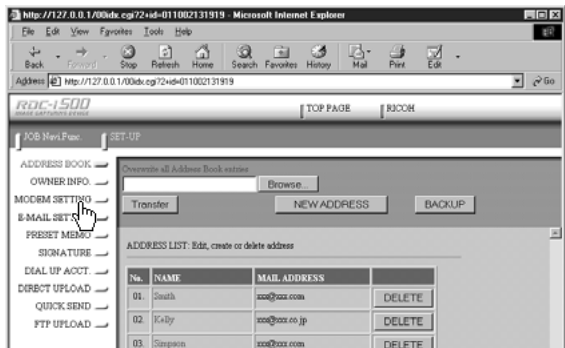 http://127.0.0.1/00idx.cgi?2+id=011002131919 - Microsoft Internet Explorer
File Edit View Favorites Tools Help
Back Forward Stop Refresh Home Search Favorites History Mail Print Edit
Address http://127.0.0.1/00idx.cgi?2+id=011002131919 Go
RDC-i500 TOP PAGE RICOH
IMAGE CAPTURING DEVICE
JOB Navi.Func. SET-UP
ADDRESS BOOK
Overwrite all Address Book entries
OWNER INFO.
Browse...
MODEM SETTING
Transfer NEW ADDRESS BACKUP
E-MAIL SET
PRESET MEMO
SIGNATURE
ADDRESS LIST: Edit, create or delete address
DIAL UP ACCT.
No. NAME MAIL ADDRESS
DIRECT UPLOAD
01. Smith xxx@xxx.com DELETE
QUICK SEND
02. Kelly xxx@xxx.co.jp DELETE
FTP UPLOAD
03. Simpson xxx@xxx.com DELETE